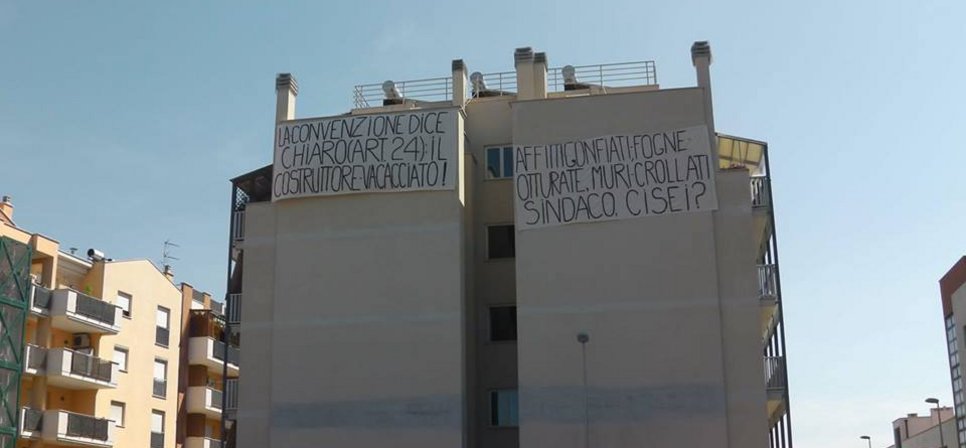 LA CONVENZIONE DICE
CHIARO(ART. 24): IL
COSTRUTTORE VA CACCIATO!
AFFITTI GONFIATI, FOGNE
OTTURATE, MURI CROLLATI
SINDACO, CI SEI?